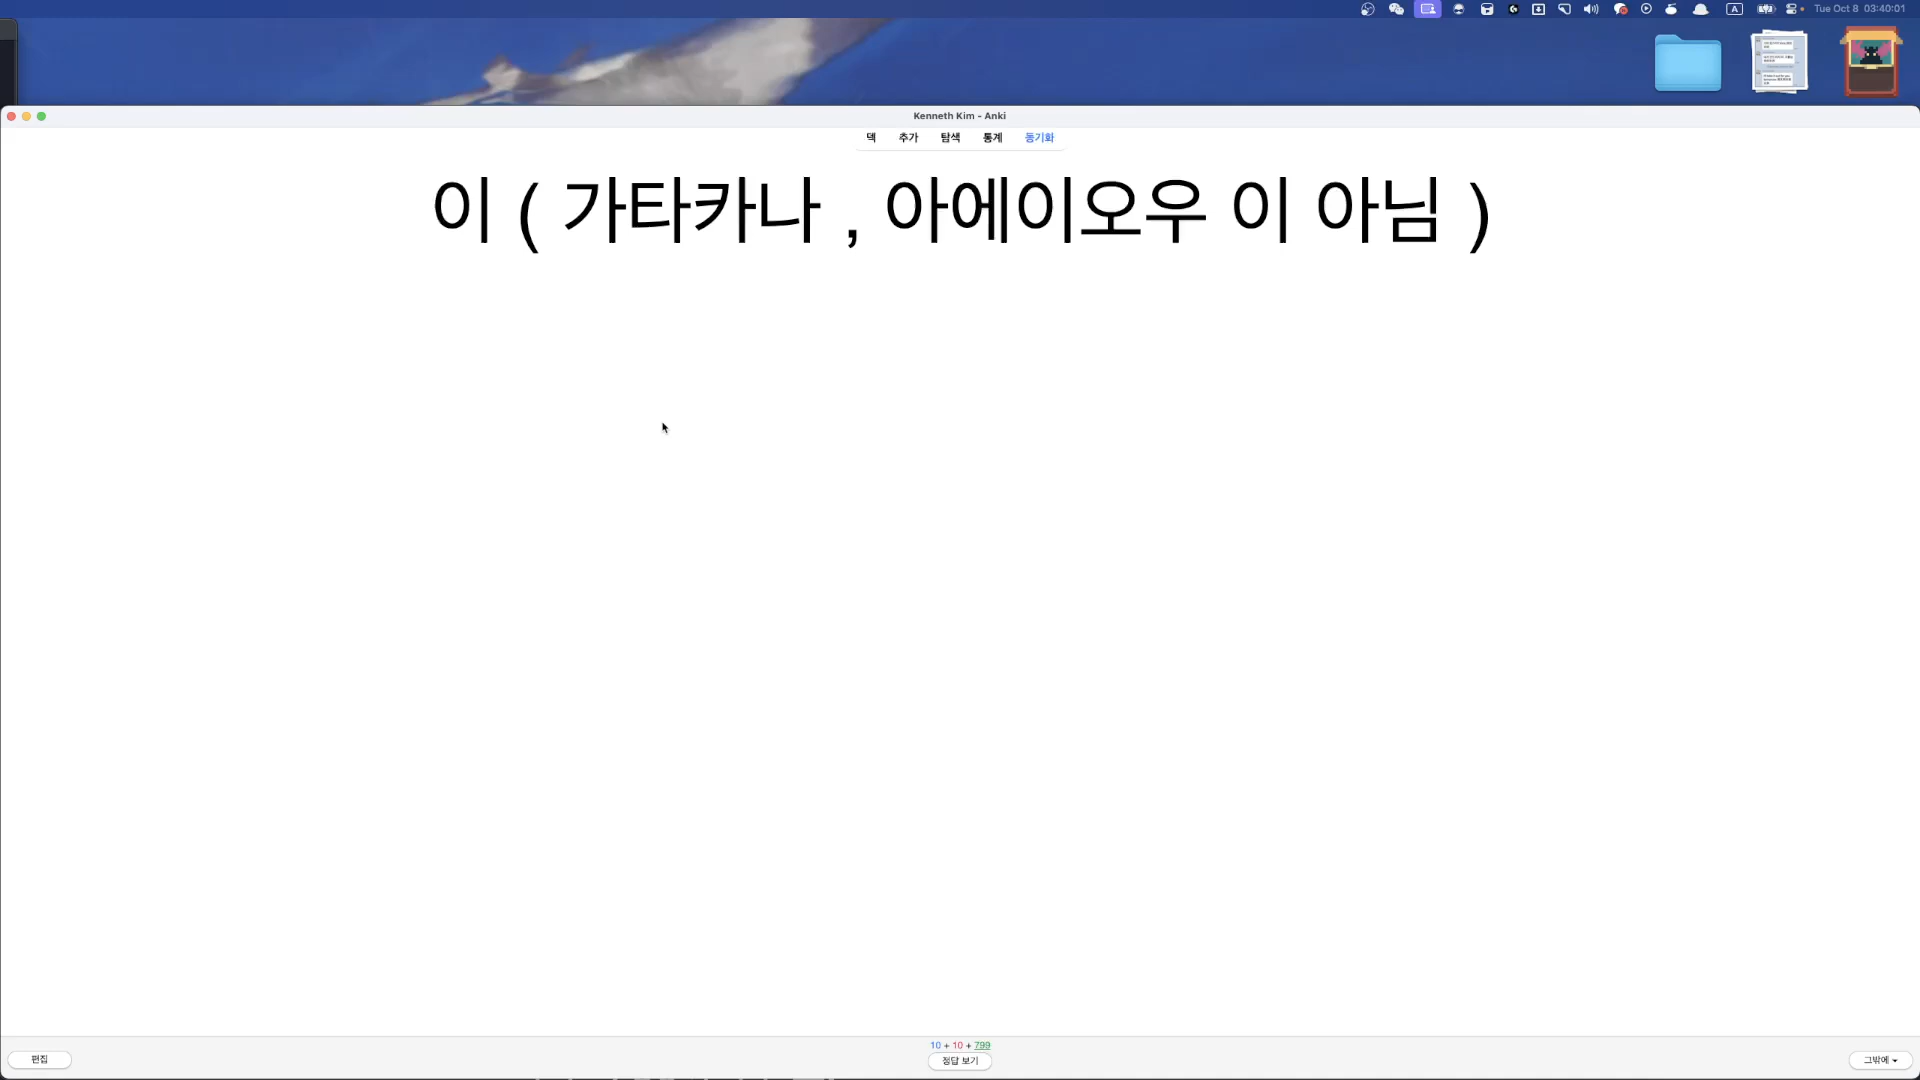 A
Tue Oct 8 03:40:01
Kenneth Kim - Anki
덱 추가 탐색 통계 동기화
이 ( 가타카나 , 아에이오우 이 아님 )
10 + 10 + 799
편집
정답 보기
그밖에